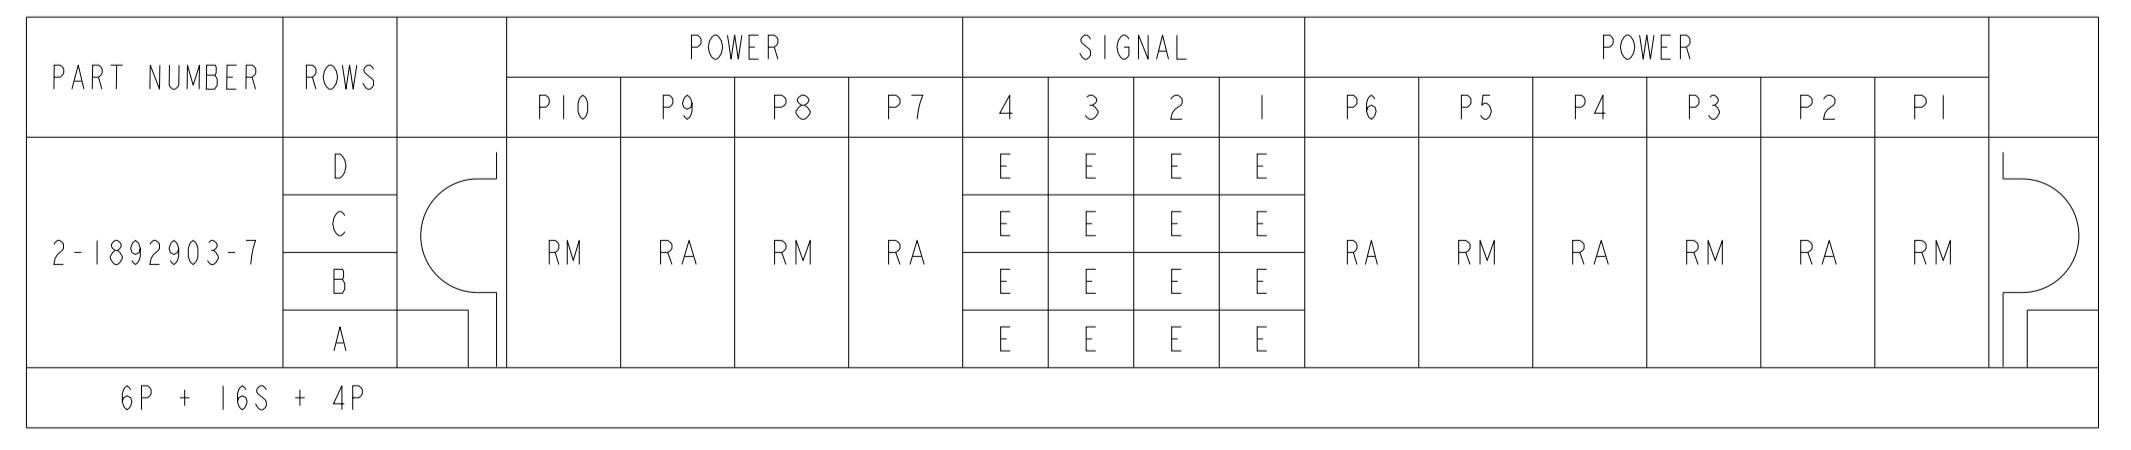 POWER SIGNAL POWER
PART NUMBER ROWS
P10 P9 P8 P7 4 3 2 1 P6 P5 P4 P3 P2 P1
D E E E E
C E E E E
2-1892903-7 RM RA RM RA RA RM RA RM RA RM
B E E E E
A E E E E
6P + 16S + 4P